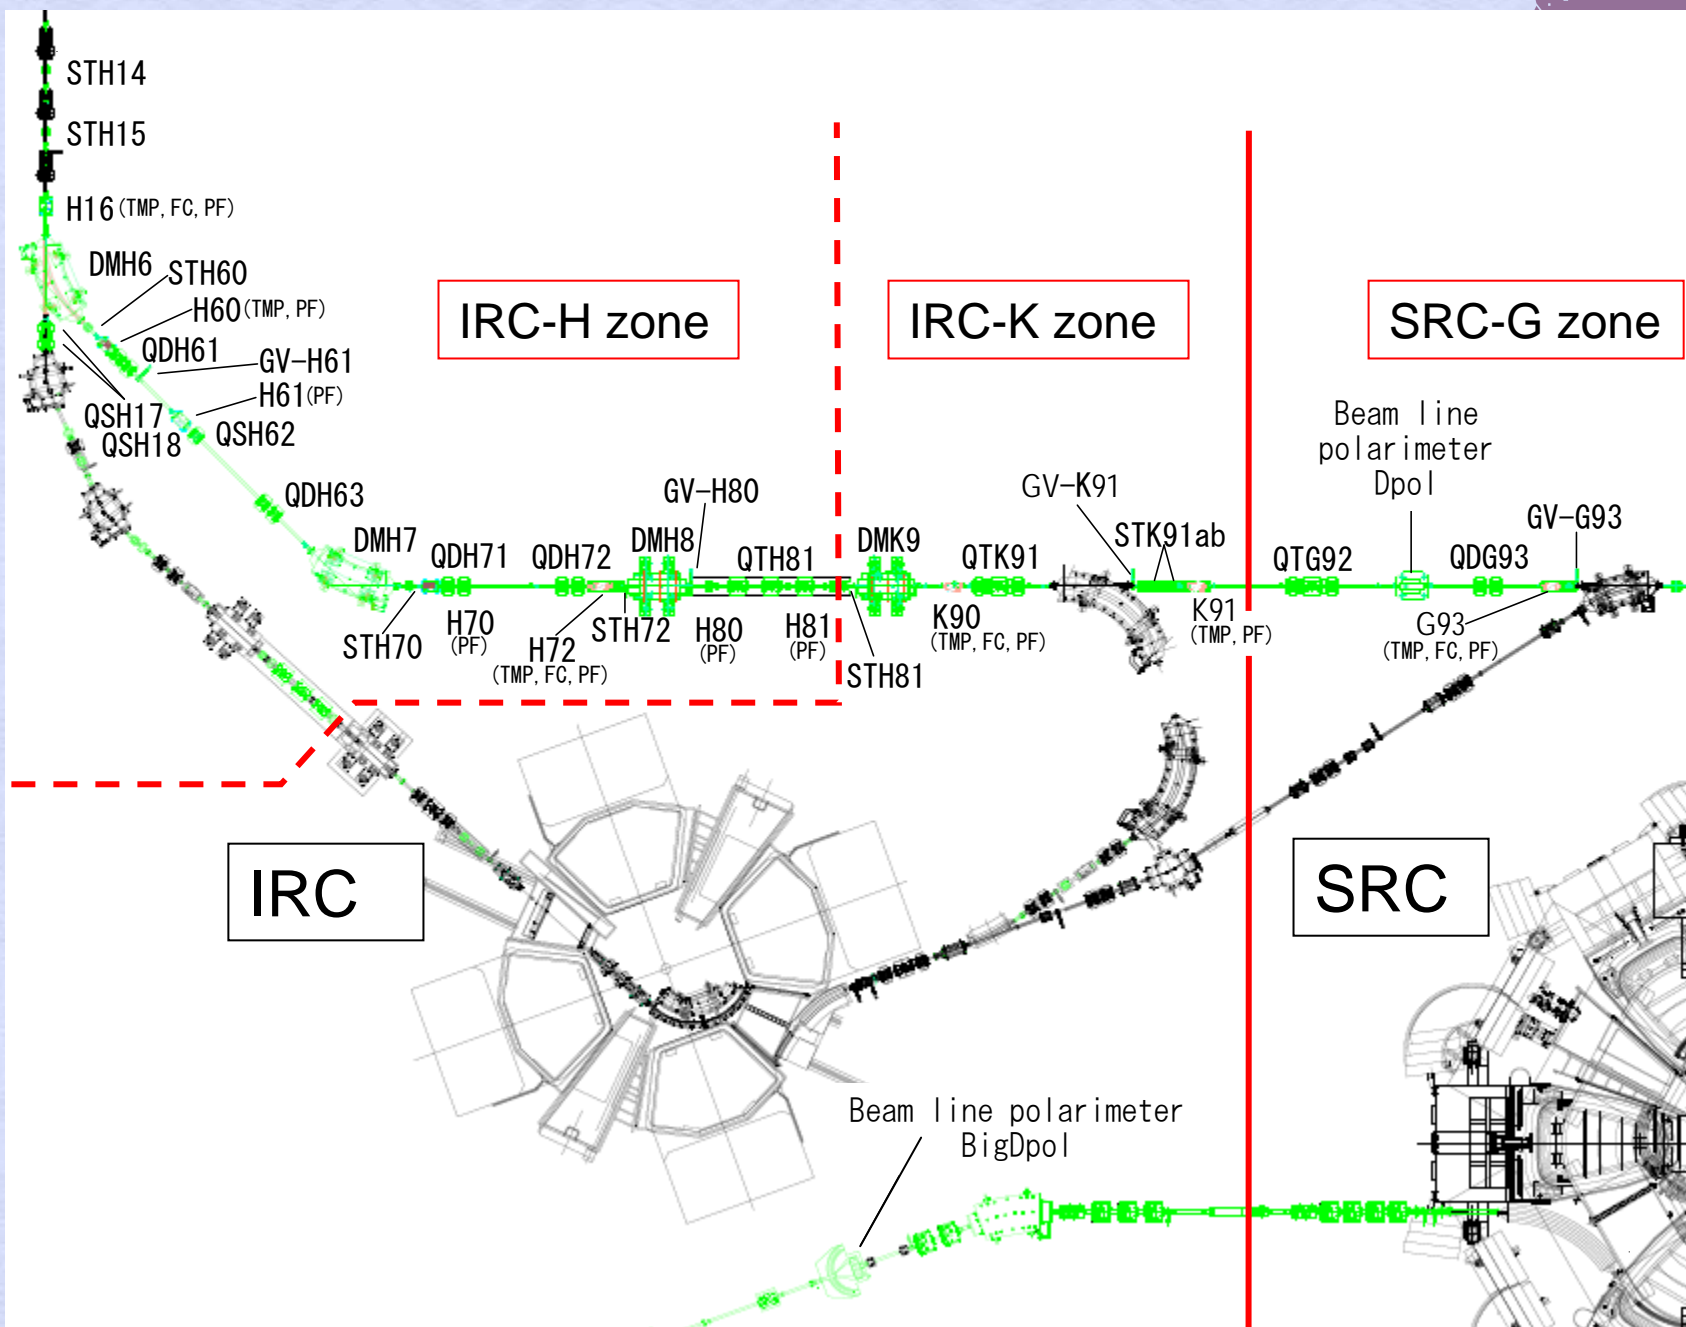 STH14
STH15
H16 (TMP, FC, PF)
DMH6
STH60
H60 (TMP, PF)
QDH61
GV-H61
H61 (PF)
QSH17
QSH18
QSH62
QDH63
IRC-H zone
IRC-K zone
SRC-G zone
Beam line
polarimeter
Dpol
DMH7
QDH71
QDH72
DMH8
GV-H80
QTH81
DMK9
QTK91
GV-K91
STK91ab
QTG92
QDG93
GV-G93
STH70
H70
(PF)
H72
(TMP, FC, PF)
STH72
H80
(PF)
H81
(PF)
STH81
K90
(TMP, FC, PF)
K91
(TMP, PF)
G93
(TMP, FC, PF)
IRC
SRC
Beam line polarimeter
BigDpol